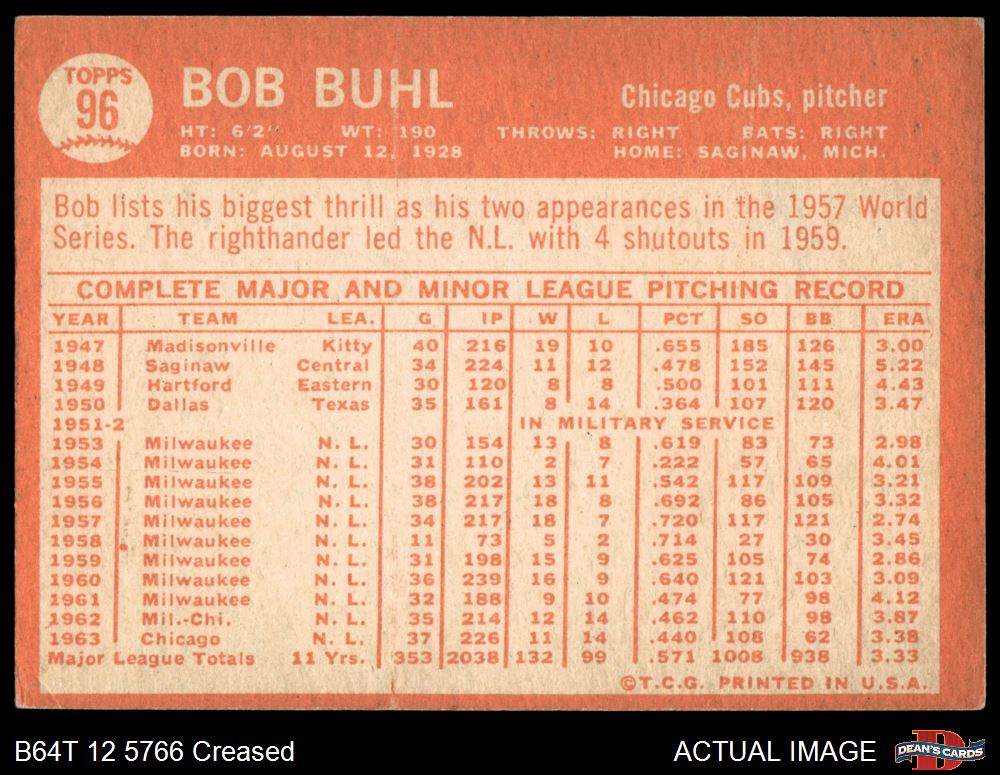 TOPPS
96
BOB BUHL
Chicago Cubs, pitcher
HT: 6'2" WT: 190 THROWS: RIGHT BATS: RIGHT
BORN: AUGUST 12, 1928 HOME: SAGINAW, MICH.
Bob lists his biggest thrill as his two appearances in the 1957 World
Series. The righthander led the N.L. with 4 shutouts in 1959.
COMPLETE MAJOR AND MINOR LEAGUE PITCHING RECORD
YEAR TEAM LEA. G IP W L PCT SO BB ERA
1947 Madisonville Kitty 40 216 19 10 .655 185 126 3.00
1948 Saginaw Central 34 224 11 12 .478 152 145 5.22
1949 Hartford Eastern 30 120 8 8 .500 101 111 4.43
1950 Dallas Texas 35 161 8 14 .364 107 120 3.47
1951-2 IN MILITARY SERVICE
1953 Milwaukee N. L. 30 154 13 8 .619 83 73 2.98
1954 Milwaukee N. L. 31 110 2 7 .222 57 65 4.01
1955 Milwaukee N. L. 38 202 13 11 .542 117 109 3.21
1956 Milwaukee N. L. 38 217 18 8 .692 86 105 3.32
1957 Milwaukee N. L. 34 217 18 7 .720 117 121 2.74
1958 Milwaukee N. L. 11 73 5 2 .714 27 30 3.45
1959 Milwaukee N. L. 31 198 15 9 .625 105 74 2.86
1960 Milwaukee N. L. 36 239 16 9 .640 121 103 3.09
1961 Milwaukee N. L. 32 188 9 10 .474 77 98 4.12
1962 Mil.-Chi. N. L. 35 214 12 14 .462 110 98 3.87
1963 Chicago N. L. 37 226 11 14 .440 108 62 3.38
Major League Totals 11 Yrs. 353 2038 132 99 .571 1008 938 3.33
©T.C.G. PRINTED IN U.S.A.
B64T 12 5766 Creased
ACTUAL IMAGE
D
DEAN'S CARDS